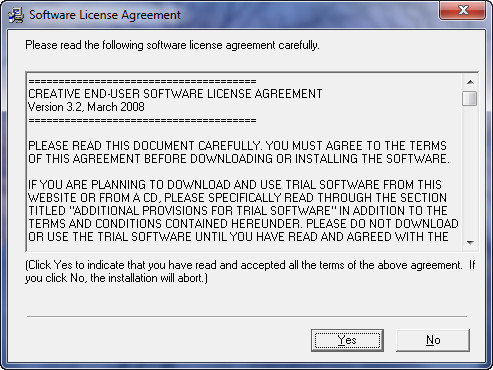 Software License Agreement
Please read the following software license agreement carefully.
======================================
CREATIVE END-USER SOFTWARE LICENSE AGREEMENT
Version 3.2, March 2008
======================================
PLEASE READ THIS DOCUMENT CAREFULLY. YOU MUST AGREE TO THE TERMS
OF THIS AGREEMENT BEFORE DOWNLOADING OR INSTALLING THE SOFTWARE.
IF YOU ARE PLANNING TO DOWNLOAD AND USE TRIAL SOFTWARE FROM THIS
WEBSITE OR FROM A CD, PLEASE SPECIFICALLY READ THROUGH THE SECTION
TITLED "ADDITIONAL PROVISIONS FOR TRIAL SOFTWARE" IN ADDITION TO THE
TERMS AND CONDITIONS CONTAINED HEREUNDER. PLEASE DO NOT DOWNLOAD
OR USE THE TRIAL SOFTWARE UNTIL YOU HAVE READ AND AGREED WITH THE
(Click Yes to indicate that you have read and accepted all the terms of the above agreement. If
you click No, the installation will abort.)
Yes No